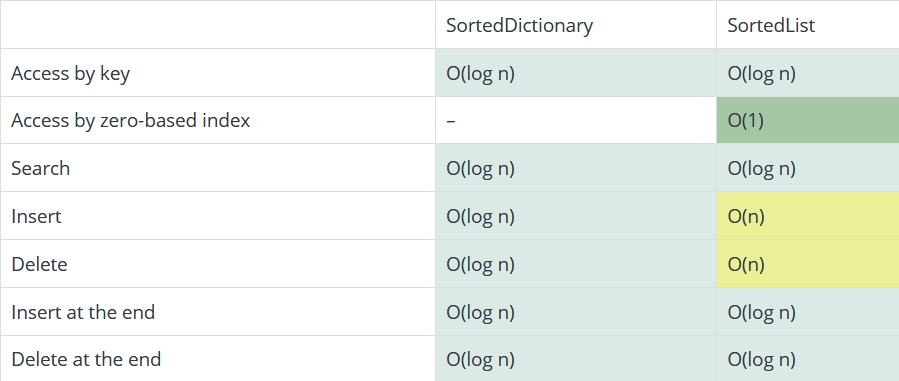 SortedDictionary SortedList
Access by key O(log n) O(log n)
Access by zero-based index – O(1)
Search O(log n) O(log n)
Insert O(log n) O(n)
Delete O(log n) O(n)
Insert at the end O(log n) O(log n)
Delete at the end O(log n) O(log n)